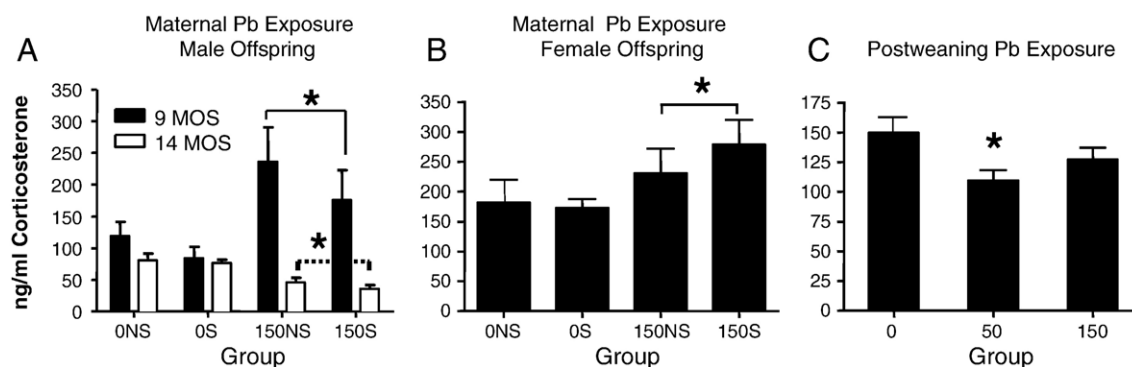 A
Maternal Pb Exposure
Male Offspring
ng/ml Corticosterone
350
300
250
200
150
100
50
0
9 MOS
14 MOS
*
*
0NS 0S 150NS 150S
Group
B
Maternal Pb Exposure
Female Offspring
350
300
250
200
150
100
50
0
*
0NS 0S 150NS 150S
Group
C
Postweaning Pb Exposure
175
150
125
100
75
50
25
0
*
0 50 150
Group